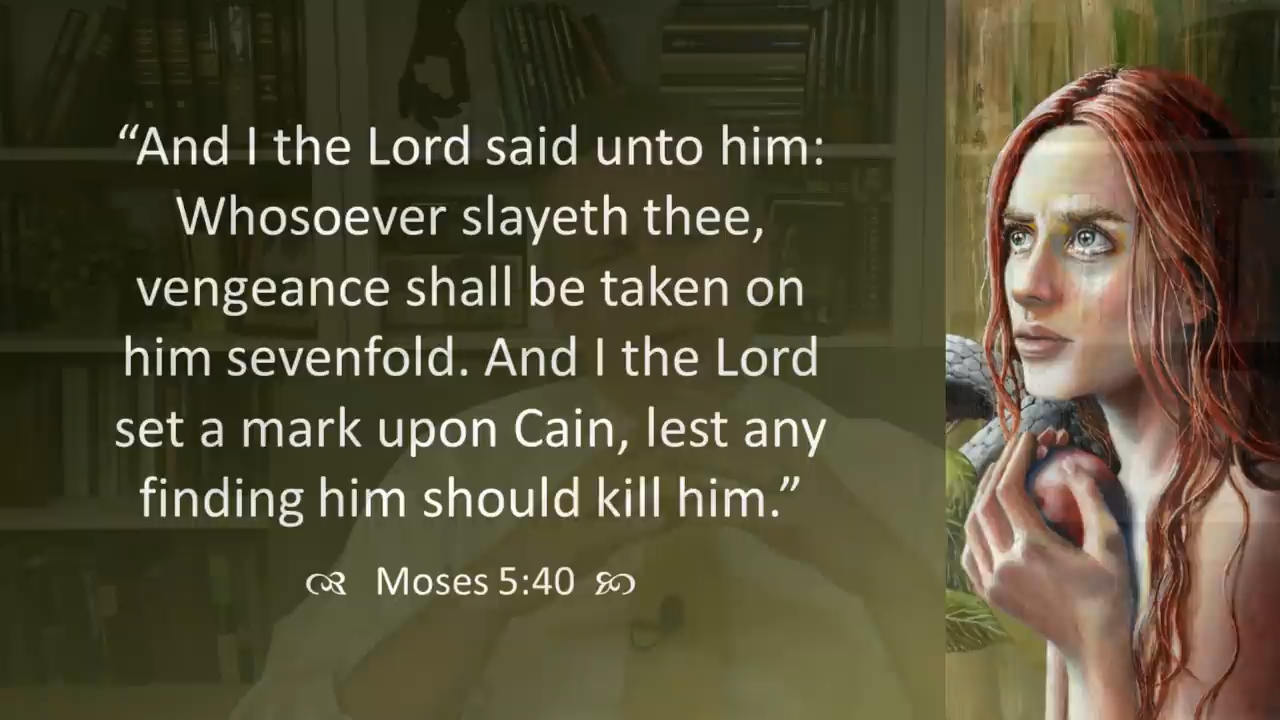 “And I the Lord said unto him:
Whosoever slayeth thee,
vengeance shall be taken on
him sevenfold. And I the Lord
set a mark upon Cain, lest any
finding him should kill him.”
Moses 5:40